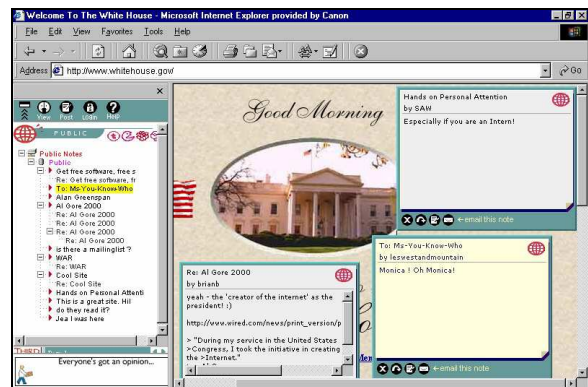 Welcome To The White House - Microsoft Internet Explorer provided by Canon
File Edit View Favorites Tools Help
Address http://www.whitehouse.gov/ Go
View Post Login Help
PUBLIC
Public Notes
Public
Get free software, free s
Re: Get free software, fr
To: Ms-You-Know-Who
Alan Greenspan
Al Gore 2000
Re: Al Gore 2000
Re: Al Gore 2000
Re: Al Gore 2000
Re: Al Gore 2000
is there a mailinglist ?
WAR
Re: WAR
Cool Site
Re: Cool Site
Hands on Personal Attenti
This is a great site. Hil
do they read it?
Jea I was here
Everyone's got an opinion...
Good Morning
Hands on Personal Attention
by SAW
Especially if you are an Intern!
email this note
To: Ms-You-Know-Who
by leswestandmountain
Monica ! Oh Monica!
email this note
Re: Al Gore 2000
by brianb
yeah - the 'creator of the internet' as the
president! :)
http://www.wired.com/news/print_version/p
> "During my service in the United States
>Congress, I took the initiative in creating
the >Internet."